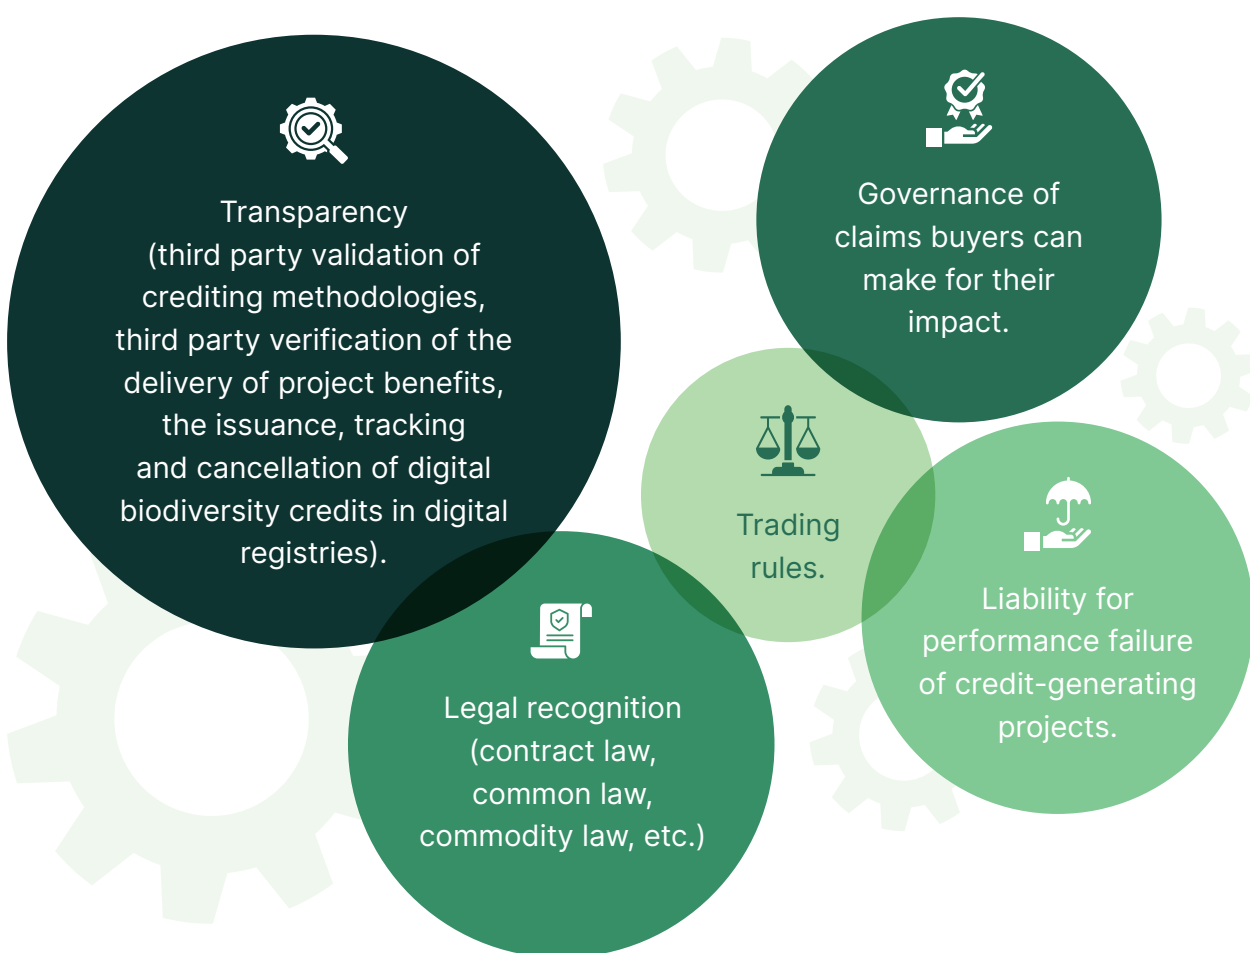 Transparency
(third party validation of
crediting methodologies,
third party verification of the
delivery of project benefits,
the issuance, tracking
and cancellation of digital
biodiversity credits in digital
registries).
Governance of
claims buyers can
make for their
impact.
Trading
rules.
Liability for
performance failure
of credit-generating
projects.
Legal recognition
(contract law,
common law,
commodity law, etc.)